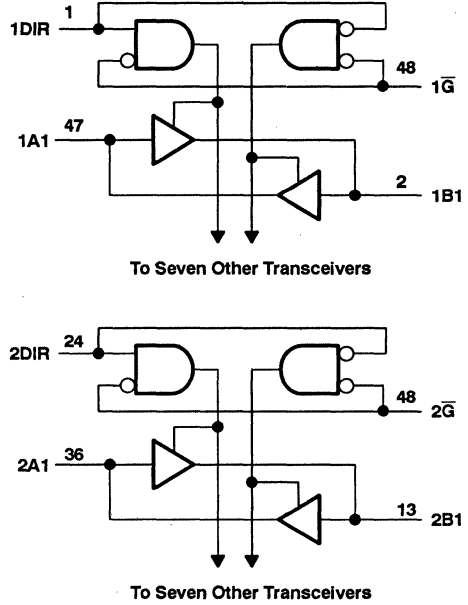 1
1DIR
48
1G̅
47
1A1
2
1B1
To Seven Other Transceivers
24
2DIR
48
2G̅
36
2A1
13
2B1
To Seven Other Transceivers